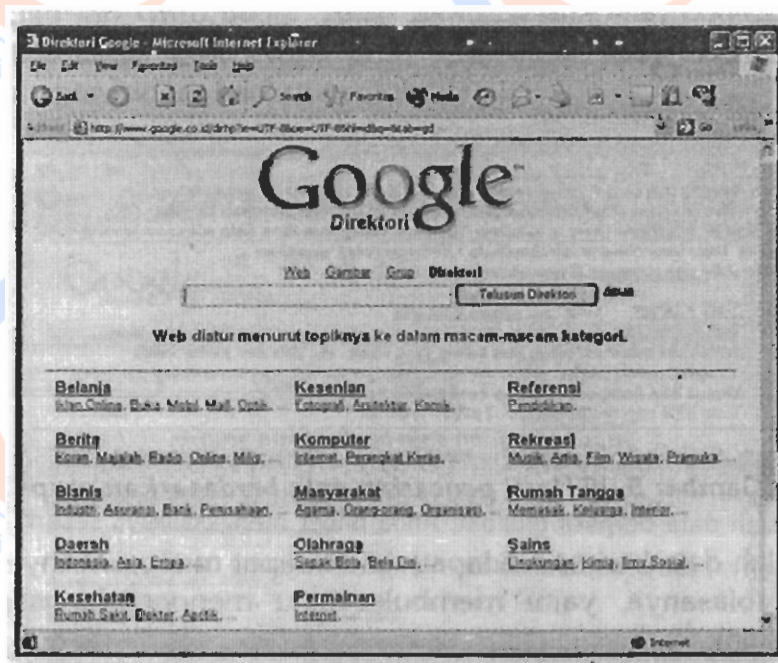 Direktori Google - Microsoft Internet Explorer
File Edit View Favorites Tools Help
Back Search Favorites Media
Go
Google
Direktori
Web Gambar Grup Direktori
Telusuri Direktori
Web diatur menurut topiknya ke dalam macam-macam kategori.
Belanja Kesenian Referensi
Iklan Online, Buku, Mobil, Mall, Optik... Fotografi, Arsitektur, Komik... Pendidikan...
Berita Komputer Rekreasi
Koran, Majalah, Radio, Online, Milis... Internet, Perangkat Keras... Musik, Artis, Film, Wisata, Pramuka...
Bisnis Masyarakat Rumah Tangga
Industri, Asuransi, Bank, Perusahaan... Agama, Orang-orang, Organisasi... Memasak, Keluarga, Interior...
Daerah Olahraga Sains
Indonesia, Asia, Eropa... Sepak Bola, Bela Diri... Lingkungan, Kimia, Ilmu Sosial...
Kesehatan Permainan
Rumah Sakit, Dokter, Apotik... Internet...
Internet